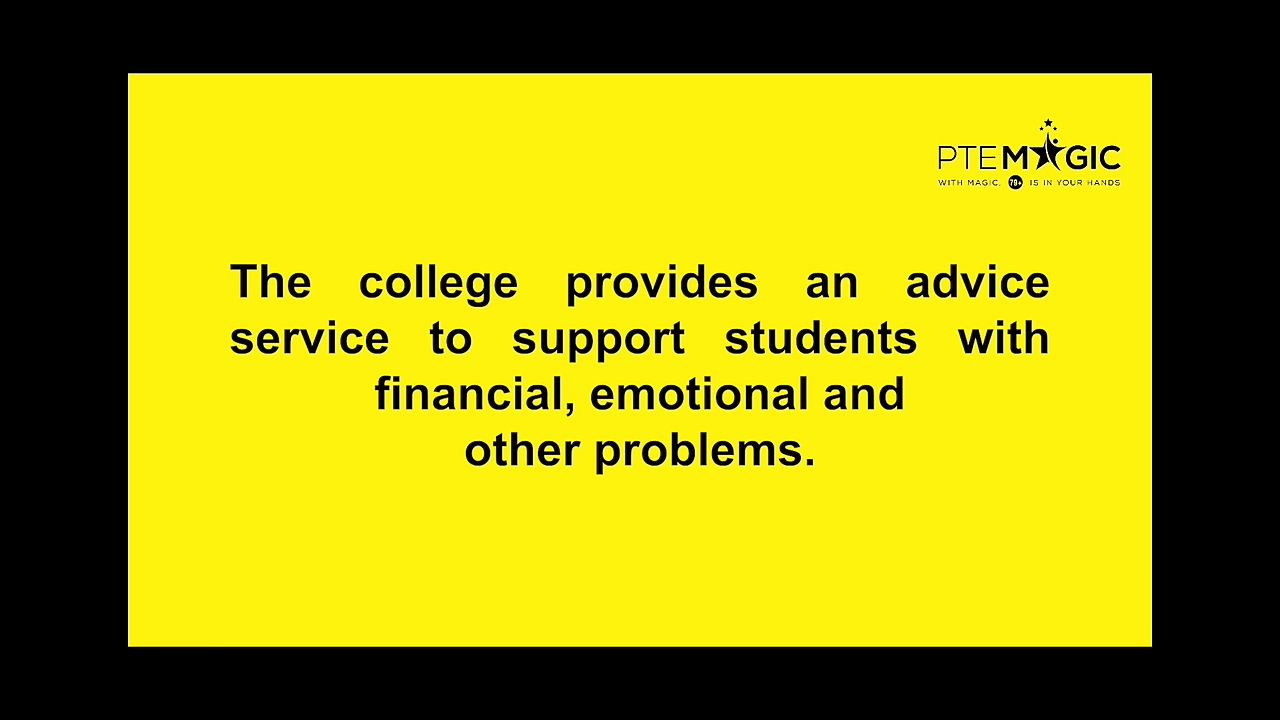 PTEMAGIC
WITH MAGIC, 79+ IS IN YOUR HANDS
The college provides an advice
service to support students with
financial, emotional and
other problems.